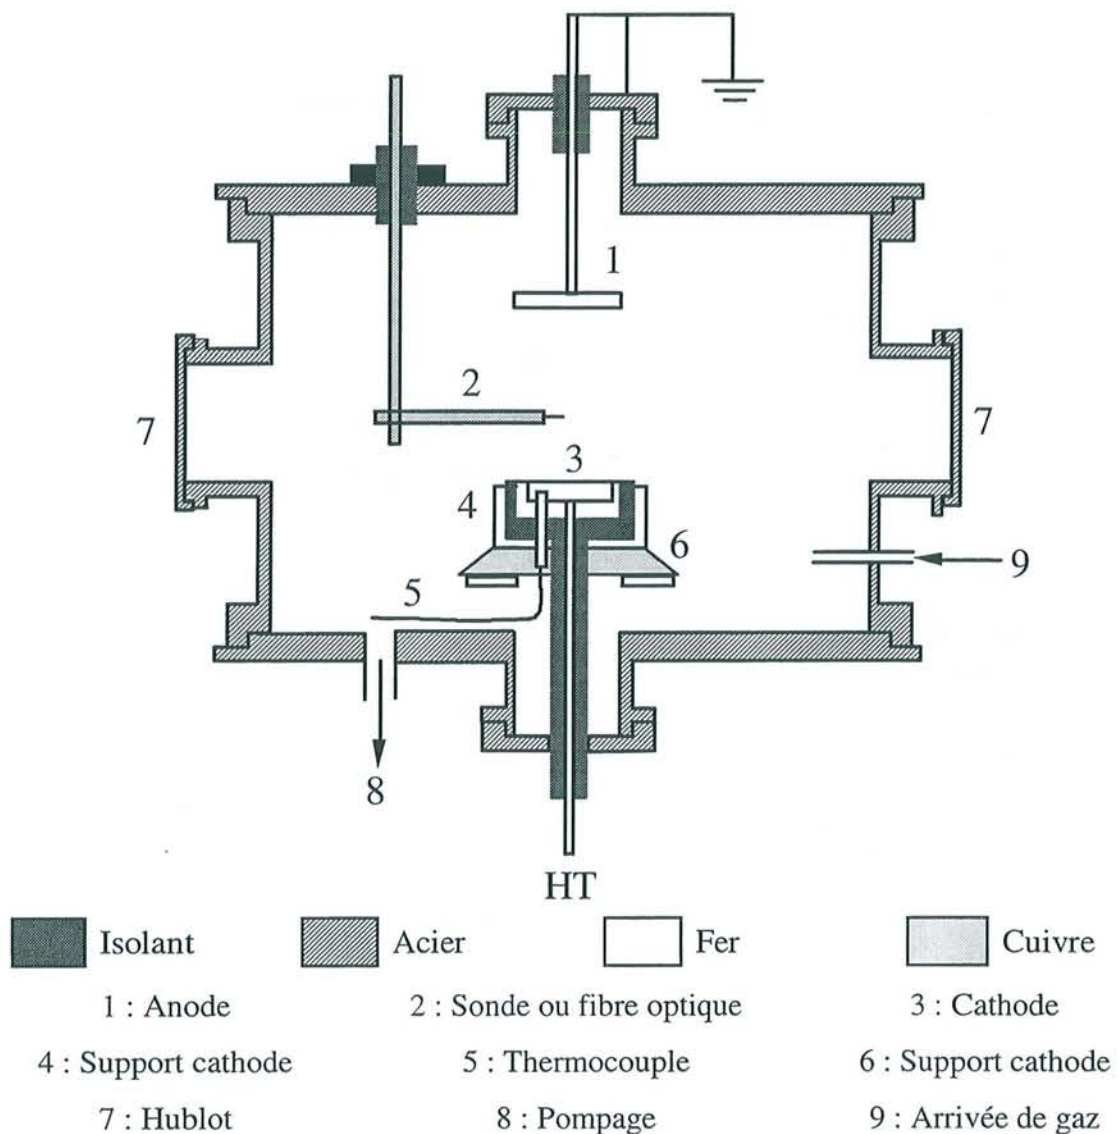 1
2
7
7
3
4
6
5
9
8
HT
Isolant Acier Fer Cuivre
1 : Anode 2 : Sonde ou fibre optique 3 : Cathode
4 : Support cathode 5 : Thermocouple 6 : Support cathode
7 : Hublot 8 : Pompage 9 : Arrivée de gaz